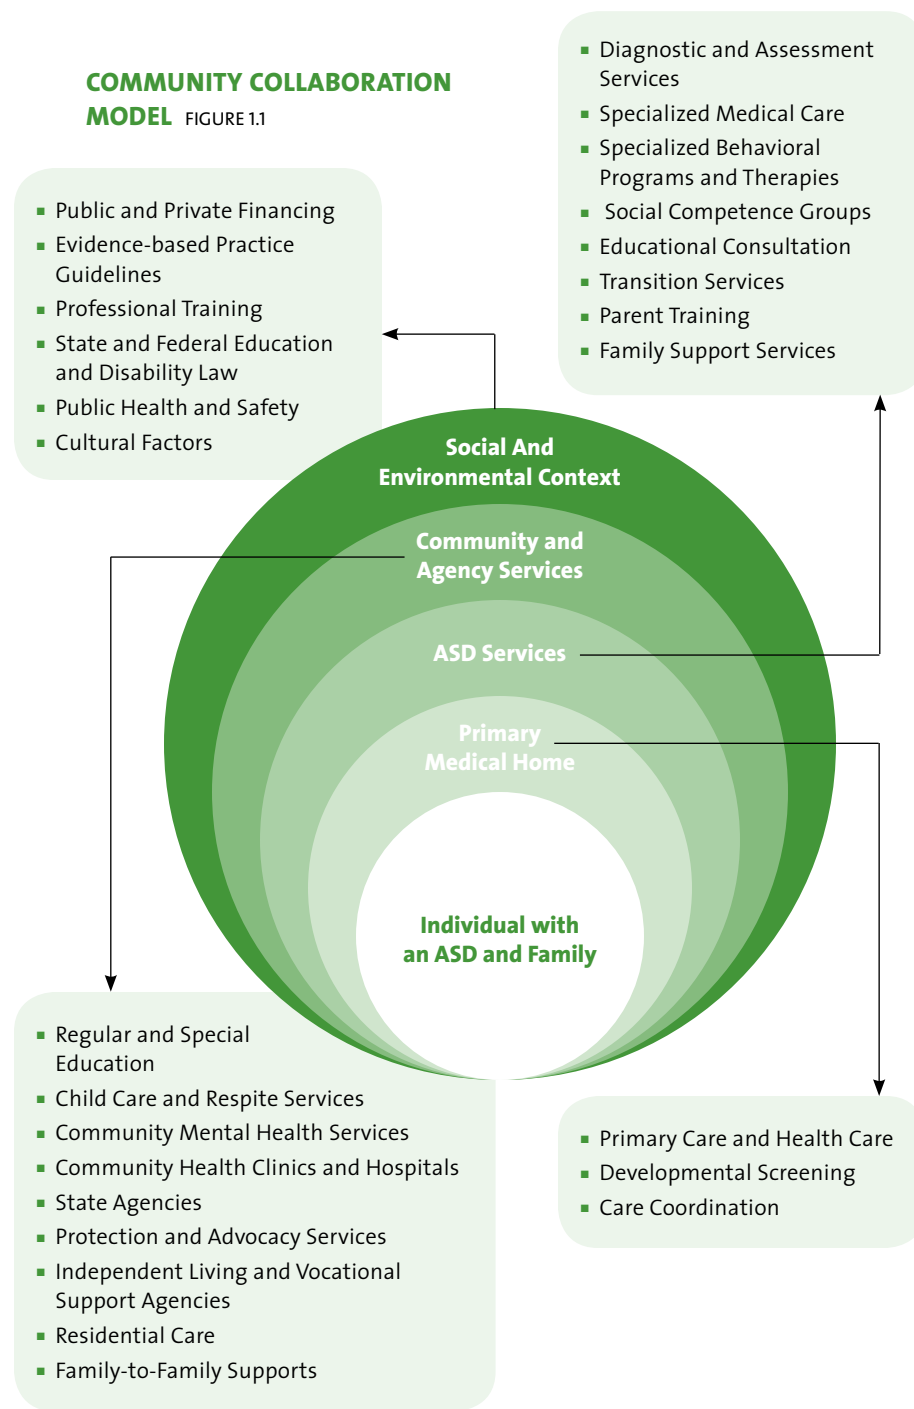 COMMUNITY COLLABORATION
MODEL FIGURE 1.1
▪ Public and Private Financing
▪ Evidence-based Practice
Guidelines
▪ Professional Training
▪ State and Federal Education
and Disability Law
▪ Public Health and Safety
▪ Cultural Factors
▪ Diagnostic and Assessment
Services
▪ Specialized Medical Care
▪ Specialized Behavioral
Programs and Therapies
▪ Social Competence Groups
▪ Educational Consultation
▪ Transition Services
▪ Parent Training
▪ Family Support Services
Social And
Environmental Context
Community and
Agency Services
ASD Services
Primary
Medical Home
Individual with
an ASD and Family
▪ Regular and Special
Education
▪ Child Care and Respite Services
▪ Community Mental Health Services
▪ Community Health Clinics and Hospitals
▪ State Agencies
▪ Protection and Advocacy Services
▪ Independent Living and Vocational
Support Agencies
▪ Residential Care
▪ Family-to-Family Supports
▪ Primary Care and Health Care
▪ Developmental Screening
▪ Care Coordination